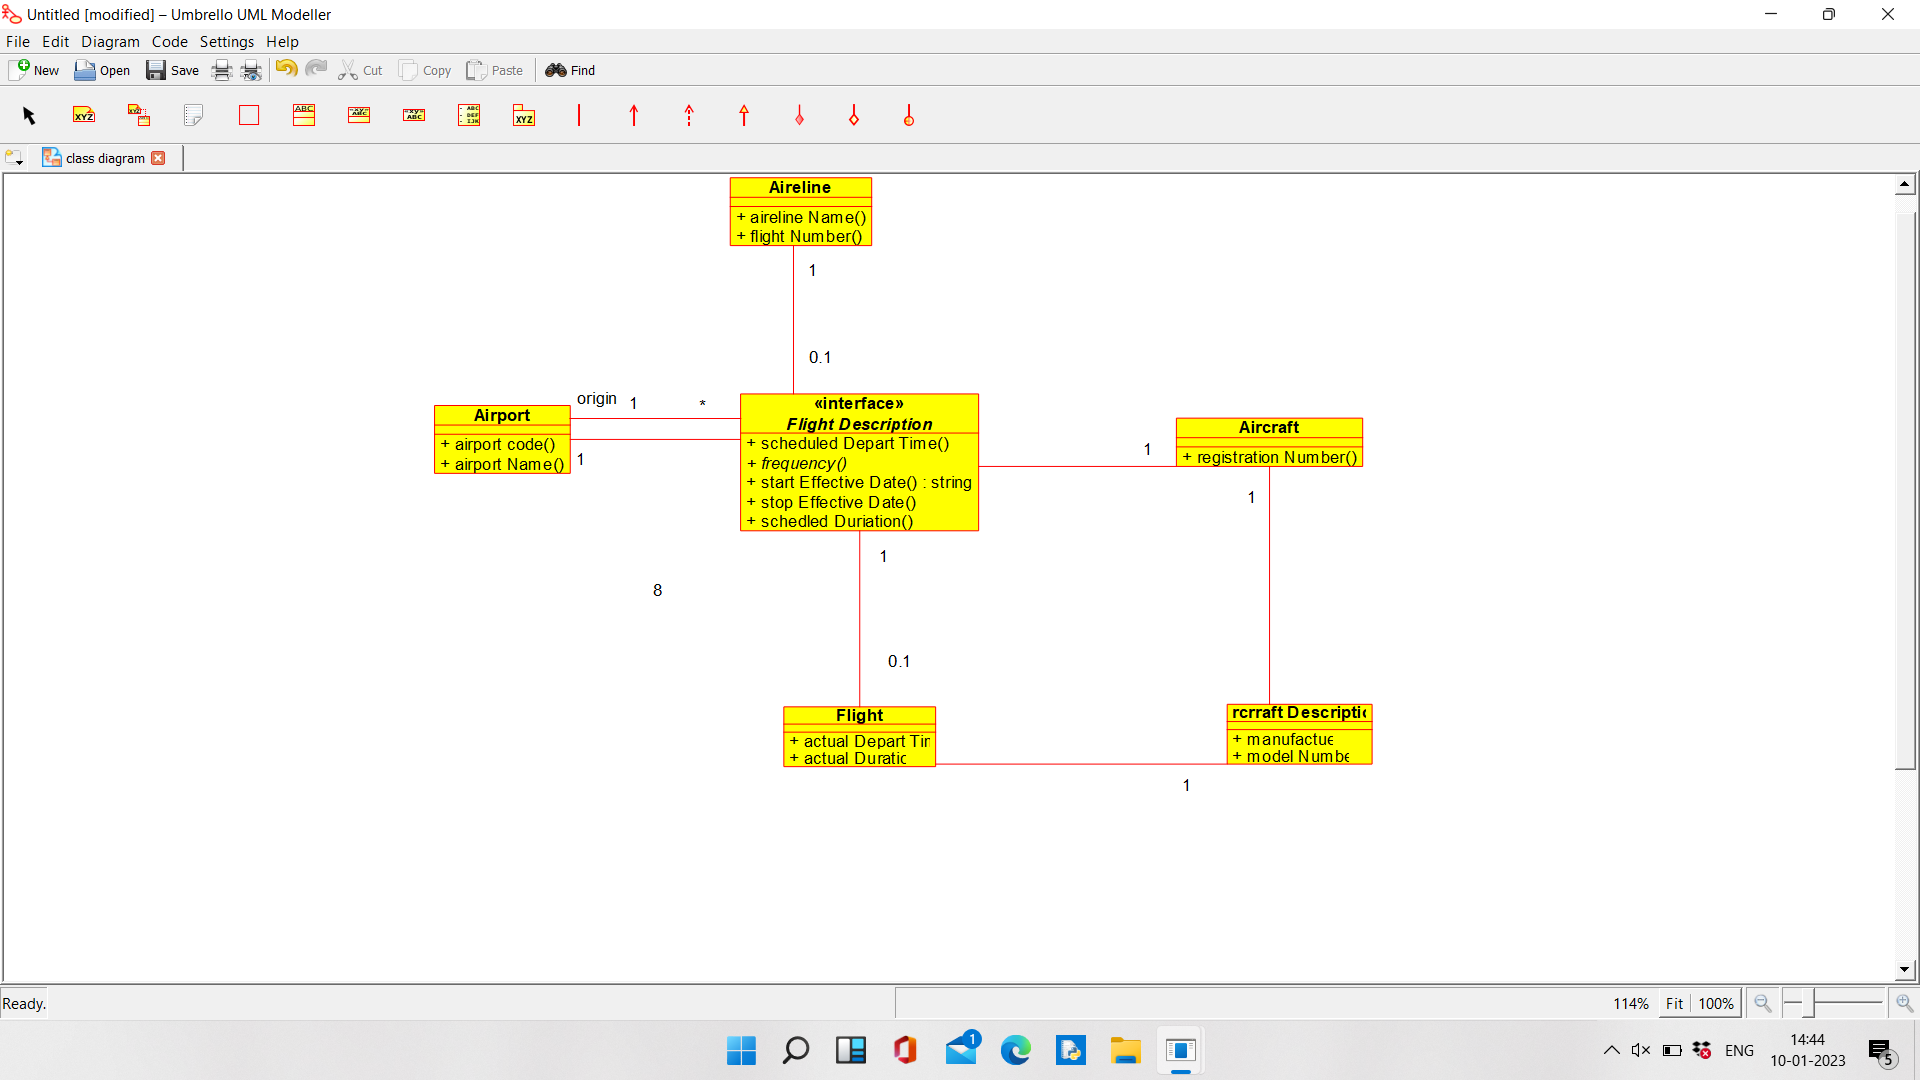 Untitled [modified] – Umbrello UML Modeller
File Edit Diagram Code Settings Help
New Open Save Cut Copy Paste Find
class diagram
Aireline
+ aireline Name()
+ flight Number()
1
0.1
origin 1 *
Airport
+ airport code()
+ airport Name()
1
«interface»
Flight Description
+ scheduled Depart Time()
+ frequency()
+ start Effective Date() : string
+ stop Effective Date()
+ schedled Duriation()
1
Aircraft
+ registration Number()
1
1
8
0.1
Flight
+ actual Depart Tin
+ actual Duratic
rcrraft Descriptic
+ manufactue
+ model Numbe
1
Ready.
114% Fit 100%
1
ENG
14:44
10-01-2023
5